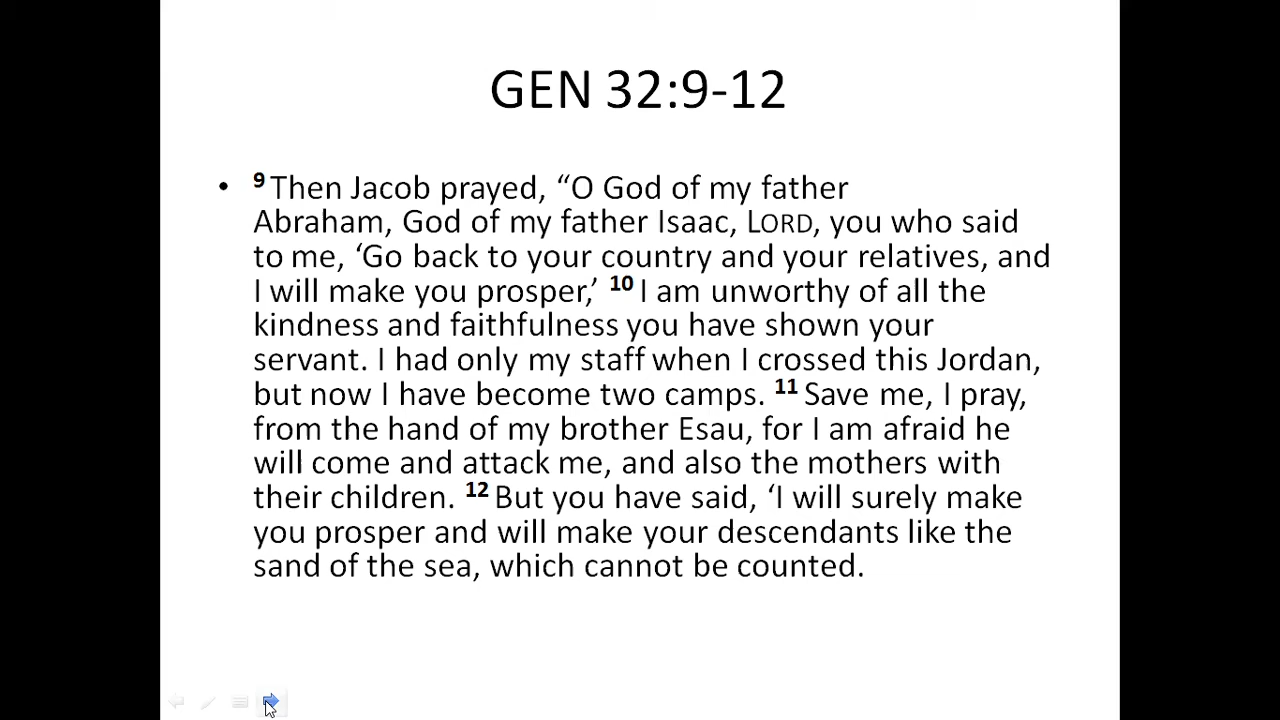 GEN 32:9-12
• 9 Then Jacob prayed, “O God of my father
Abraham, God of my father Isaac, LORD, you who said
to me, ‘Go back to your country and your relatives, and
I will make you prosper,’ 10 I am unworthy of all the
kindness and faithfulness you have shown your
servant. I had only my staff when I crossed this Jordan,
but now I have become two camps. 11 Save me, I pray,
from the hand of my brother Esau, for I am afraid he
will come and attack me, and also the mothers with
their children. 12 But you have said, ‘I will surely make
you prosper and will make your descendants like the
sand of the sea, which cannot be counted.